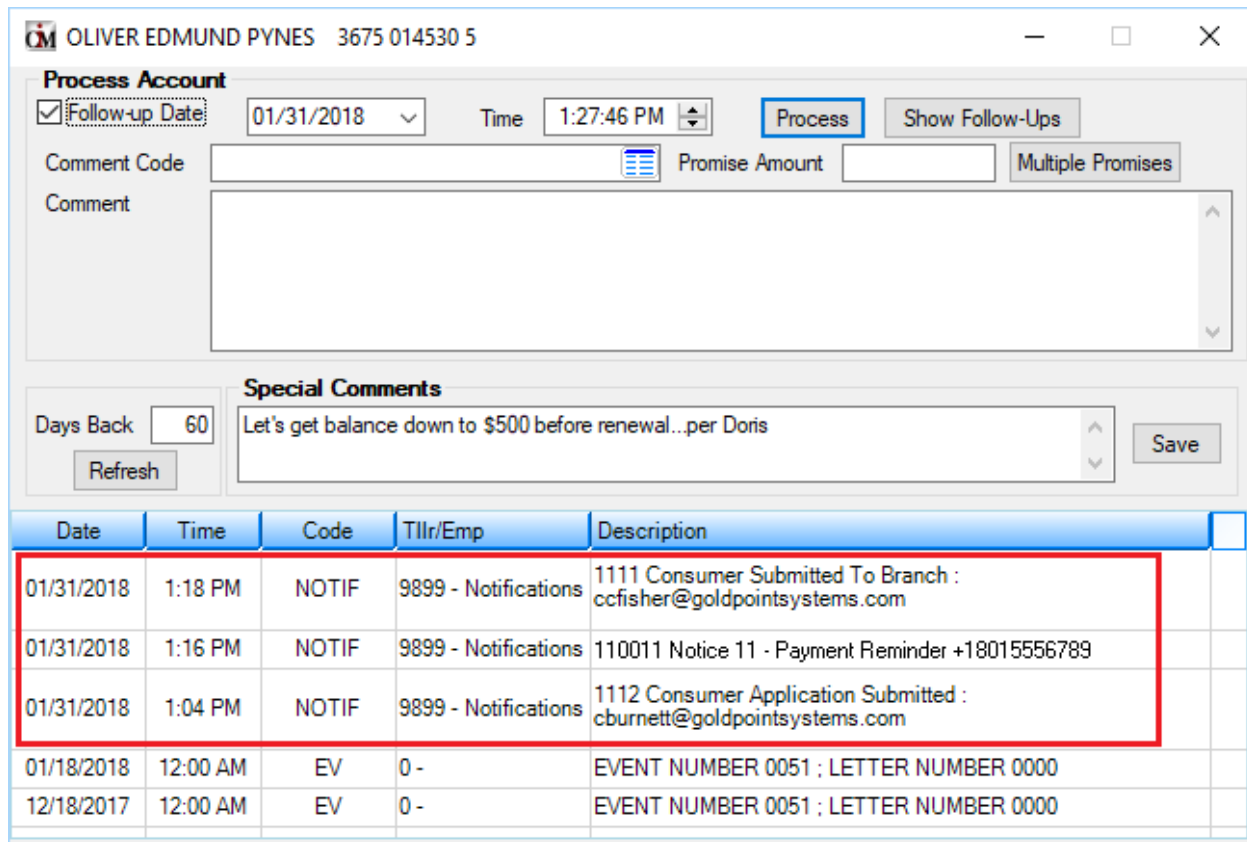 OM OLIVER EDMUND PYNES 3675 014530 5
Process Account
Follow-up Date 01/31/2018 Time 1:27:46 PM Process Show Follow-Ups
Comment Code Promise Amount Multiple Promises
Comment
Special Comments
Days Back 60 Let's get balance down to $500 before renewal...per Doris Save
Refresh
Date Time Code Tllr/Emp Description
01/31/2018 1:18 PM NOTIF 9899 - Notifications 1111 Consumer Submitted To Branch :
ccfisher@goldpointsystems.com
01/31/2018 1:16 PM NOTIF 9899 - Notifications 110011 Notice 11 - Payment Reminder +18015556789
01/31/2018 1:04 PM NOTIF 9899 - Notifications 1112 Consumer Application Submitted :
cburnett@goldpointsystems.com
01/18/2018 12:00 AM EV 0 - EVENT NUMBER 0051 ; LETTER NUMBER 0000
12/18/2017 12:00 AM EV 0 - EVENT NUMBER 0051 ; LETTER NUMBER 0000